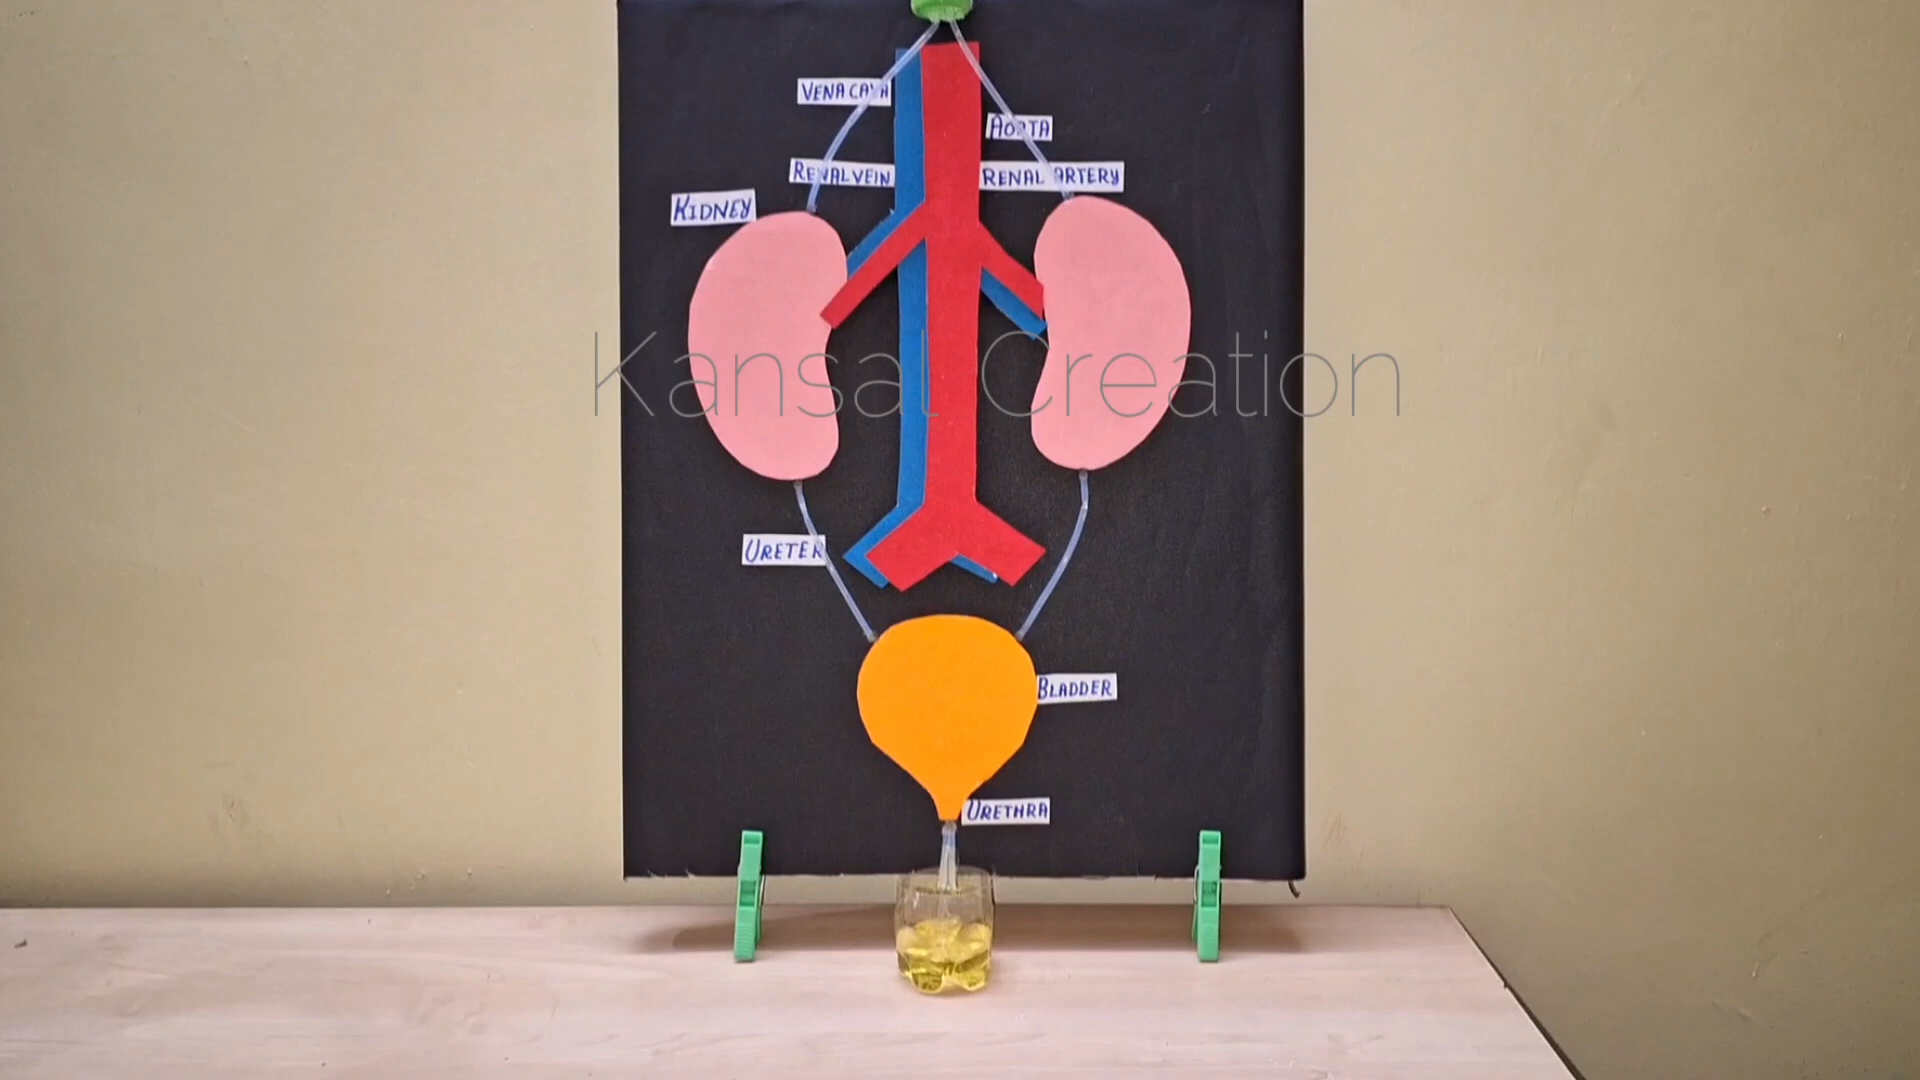 VENA CAVA
AORTA
RENAL VEIN
RENAL ARTERY
KIDNEY
Kansal Creation
URETER
BLADDER
URETHRA